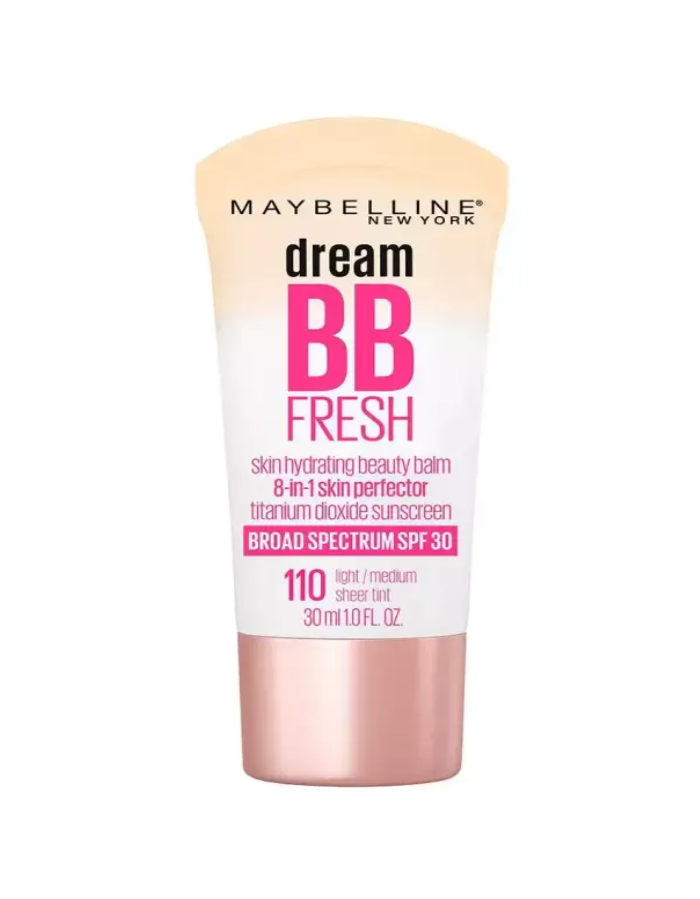 MAYBELLINE®
NEW YORK
dream
BB
FRESH
skin hydrating beauty balm
8-in-1 skin perfector
titanium dioxide sunscreen
BROAD SPECTRUM SPF 30
110 light / medium
sheer tint
30 ml 1.0 FL. OZ.